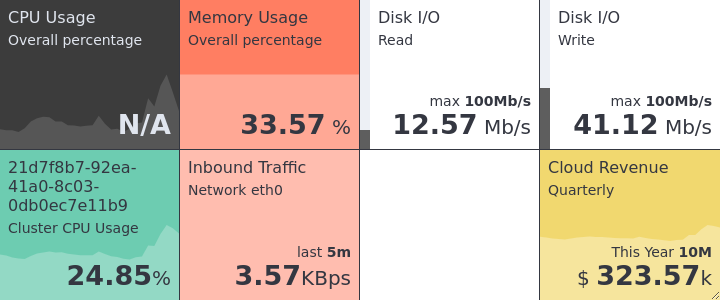 CPU Usage
Overall percentage
N/A
Memory Usage
Overall percentage
33.57 %
Disk I/O
Read
max 100Mb/s
12.57 Mb/s
Disk I/O
Write
max 100Mb/s
41.12 Mb/s
21d7f8b7-92ea-
41a0-8c03-
0db0ec7e11b9
Cluster CPU Usage
24.85%
Inbound Traffic
Network eth0
last 5m
3.57KBps
Cloud Revenue
Quarterly
This Year 10M
$ 323.57k